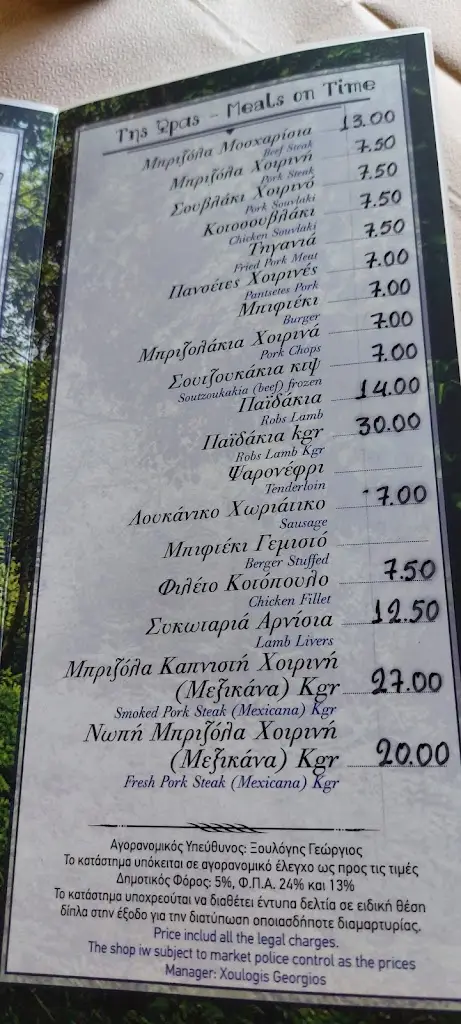 Της Ώρας - Meals on Time
Μπριζόλα Μοσχαρίσια 13.00
Beef Steak
Μπριζόλα Χοιρινή 7.50
Pork Steak
Σουβλάκι Χοιρινό 7.50
Pork Souvlaki
Κοτοσουβλάκι 7.50
Chicken Souvlaki
Τηγανιά 7.50
Fried Pork Meat
Πανσέτες Χοιρινές 7.00
Pantsetes Pork
Μπιφτέκι 7.00
Burger
Μπριζολάκια Χοιρινά 7.00
Pork Chops
Σουτζουκάκια κτψ 7.00
Soutzoukakia (beef) frozen
Παϊδάκια 14.00
Robs Lamb
Παϊδάκια kgr 30.00
Robs Lamb Kgr
Ψαρονέφρι
Tenderloin
Λουκάνικο Χωριάτικο 7.00
Sausage
Μπιφτέκι Γεμιστό
Berger Stuffed
Φιλέτο Κοτόπουλο 7.50
Chicken Fillet
Συκωταριά Αρνίσια 12.50
Lamb Livers
Μπριζόλα Καπνιστή Χοιρινή
(Μεξικάνα) Kgr 27.00
Smoked Pork Steak (Mexicana) Kgr
Νωπή Μπριζόλα Χοιρινή
(Μεξικάνα) Kgr 20.00
Fresh Pork Steak (Mexicana) Kgr
Αγορανομικός Υπεύθυνος: Ξουλόγης Γεώργιος
Το κατάστημα υπόκειται σε αγορανομικό έλεγχο ως προς τις τιμές
Δημοτικός Φόρος: 5%, Φ.Π.Α. 24% και 13%
Το κατάστημα υποχρεούται να διαθέτει έντυπα δελτία σε ειδική θέση
δίπλα στην έξοδο για την διατύπωση οποιασδήποτε διαμαρτυρίας.
Price includ all the legal charges.
The shop iw subject to market police control as the prices
Manager: Xoulogis Georgios